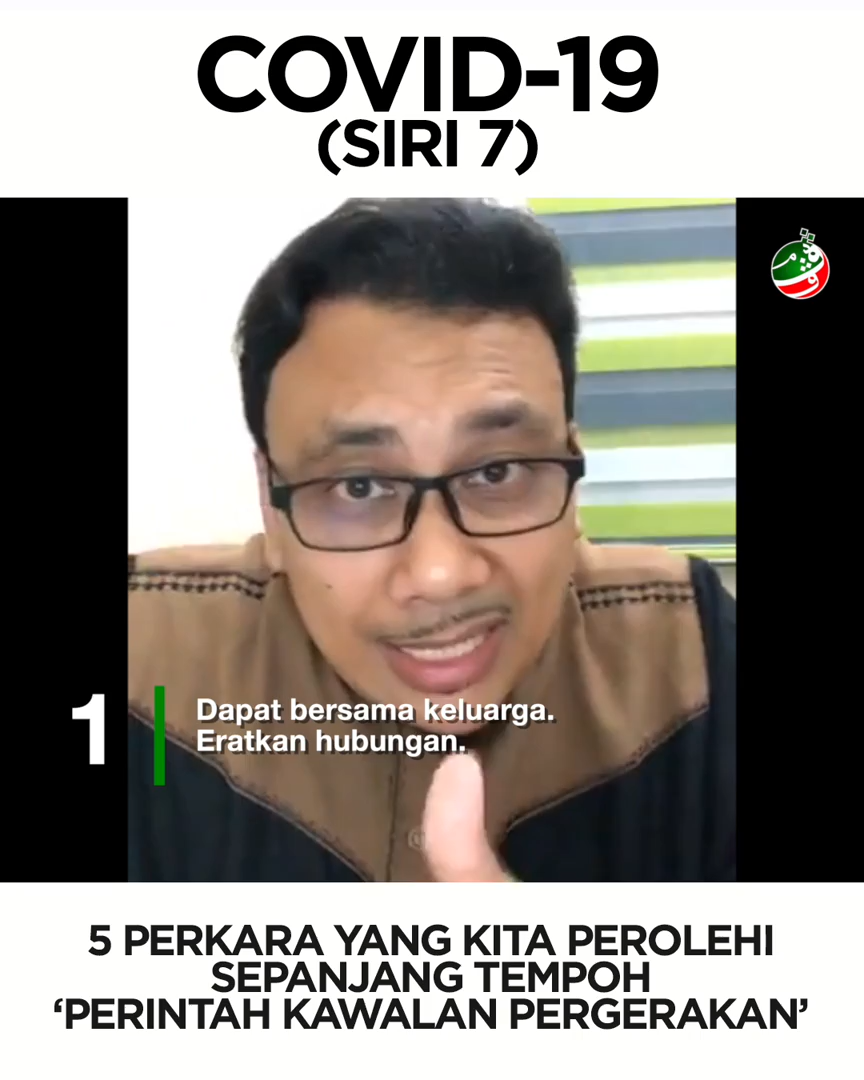 COVID-19
(SIRI 7)
1
Dapat bersama keluarga.
Eratkan hubungan.
5 PERKARA YANG KITA PEROLEHI
SEPANJANG TEMPOH
‘PERINTAH KAWALAN PERGERAKAN’